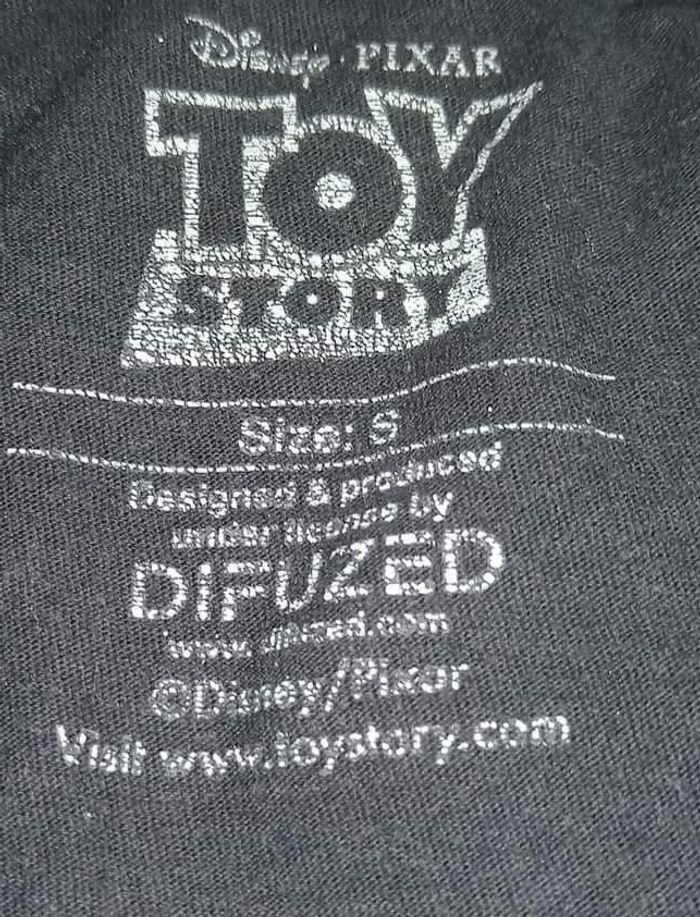 Disney · PIXAR
TOY
STORY
Size: S
Designed & produced
under license by
DIFUZED
www.difuzed.com
©Disney/Pixar
Visit www.toystory.com